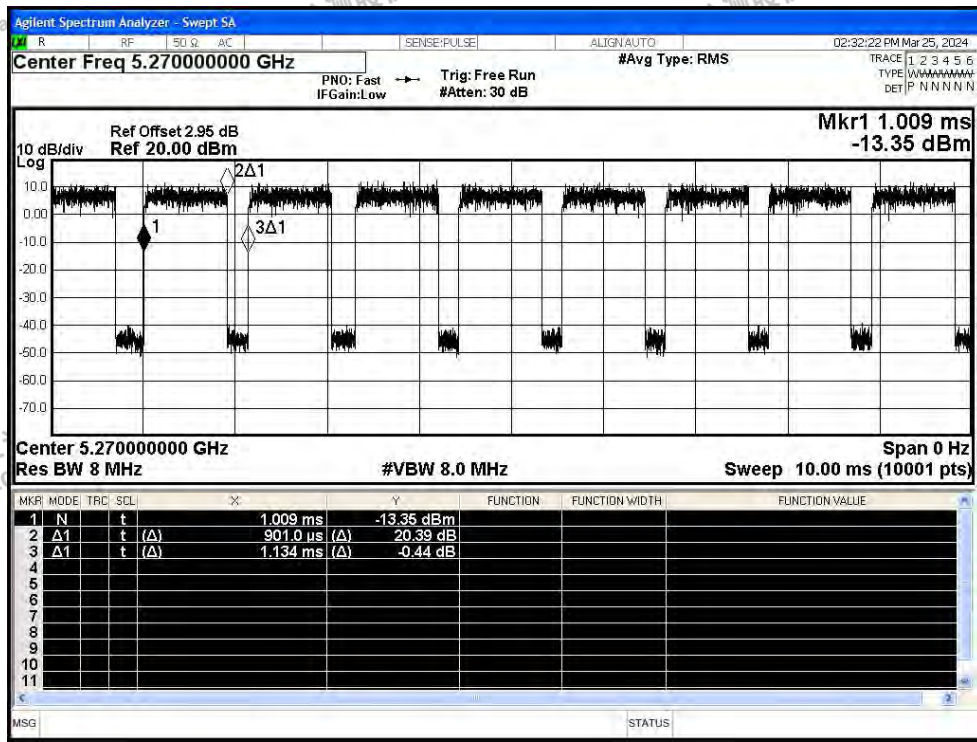 Agilent Spectrum Analyzer - Swept SA
R RF 50 Ω AC SENSE:PULSE ALIGN AUTO 02:32:22 PM Mar 25, 2024
Center Freq 5.270000000 GHz
PNO: Fast
IFGain:Low
Trig: Free Run
#Atten: 30 dB
#Avg Type: RMS
TRACE 1 2 3 4 5 6
TYPE WWWWWW
DET P N N N N N
Mkr1 1.009 ms
-13.35 dBm
Ref Offset 2.95 dB
10 dB/div Ref 20.00 dBm
Log
10.0
0.00
-10.0
-20.0
-30.0
-40.0
-50.0
-60.0
-70.0
2Δ1
1
3Δ1
Center 5.270000000 GHz Span 0 Hz
Res BW 8 MHz #VBW 8.0 MHz Sweep 10.00 ms (10001 pts)
MKR MODE TRC SCL X Y FUNCTION FUNCTION WIDTH FUNCTION VALUE
1 N t 1.009 ms -13.35 dBm
2 Δ1 t (Δ) 901.0 µs (Δ) 20.39 dB
3 Δ1 t (Δ) 1.134 ms (Δ) -0.44 dB
4
5
6
7
8
9
10
11
MSG STATUS